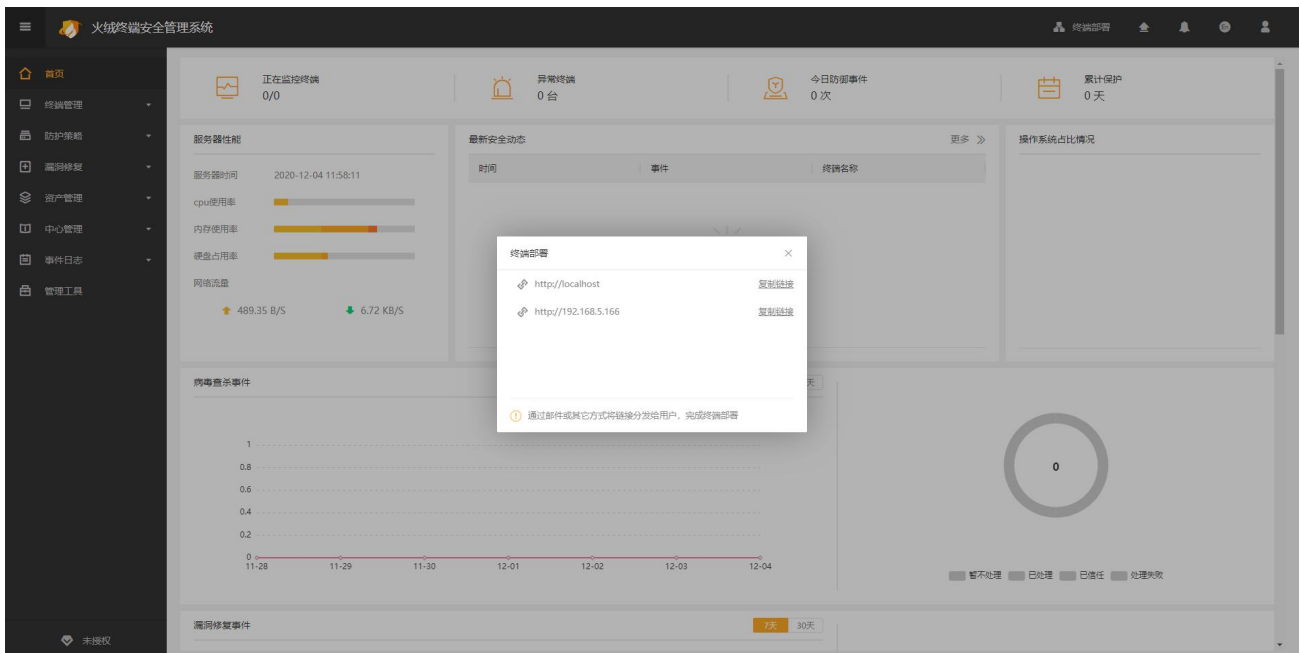 火绒终端安全管理系统
终端部署
首页
终端管理
防护策略
漏洞修复
资产管理
中心管理
事件日志
管理工具
未授权
正在监控终端
0/0
异常终端
0 台
今日防御事件
0 次
累计保护
0 天
服务器性能
服务器时间 2020-12-04 11:58:11
cpu使用率
内存使用率
硬盘占用率
网络流量
489.35 B/S 6.72 KB/S
最新安全动态 更多
时间 事件 终端名称
操作系统占比情况
终端部署
http://localhost 复制链接
http://192.168.5.166 复制链接
通过邮件或其它方式将链接分发给用户，完成终端部署
病毒查杀事件 天
1
0.8
0.6
0.4
0.2
0
11-28 11-29 11-30 12-01 12-02 12-03 12-04
0
暂不处理 已处理 已信任 处理失败
漏洞修复事件 7天 30天